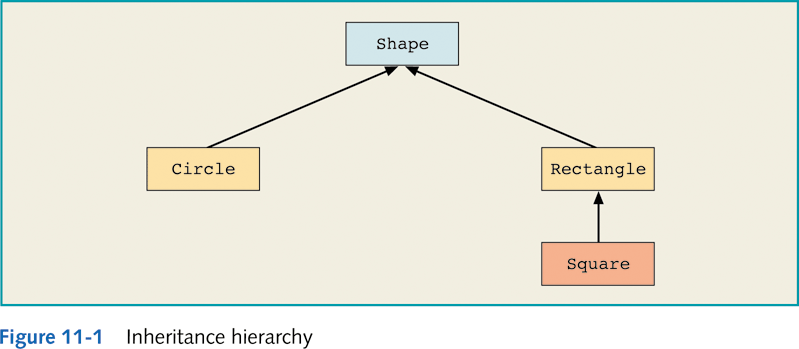 Shape
Circle
Rectangle
Square
Figure 11-1 Inheritance hierarchy